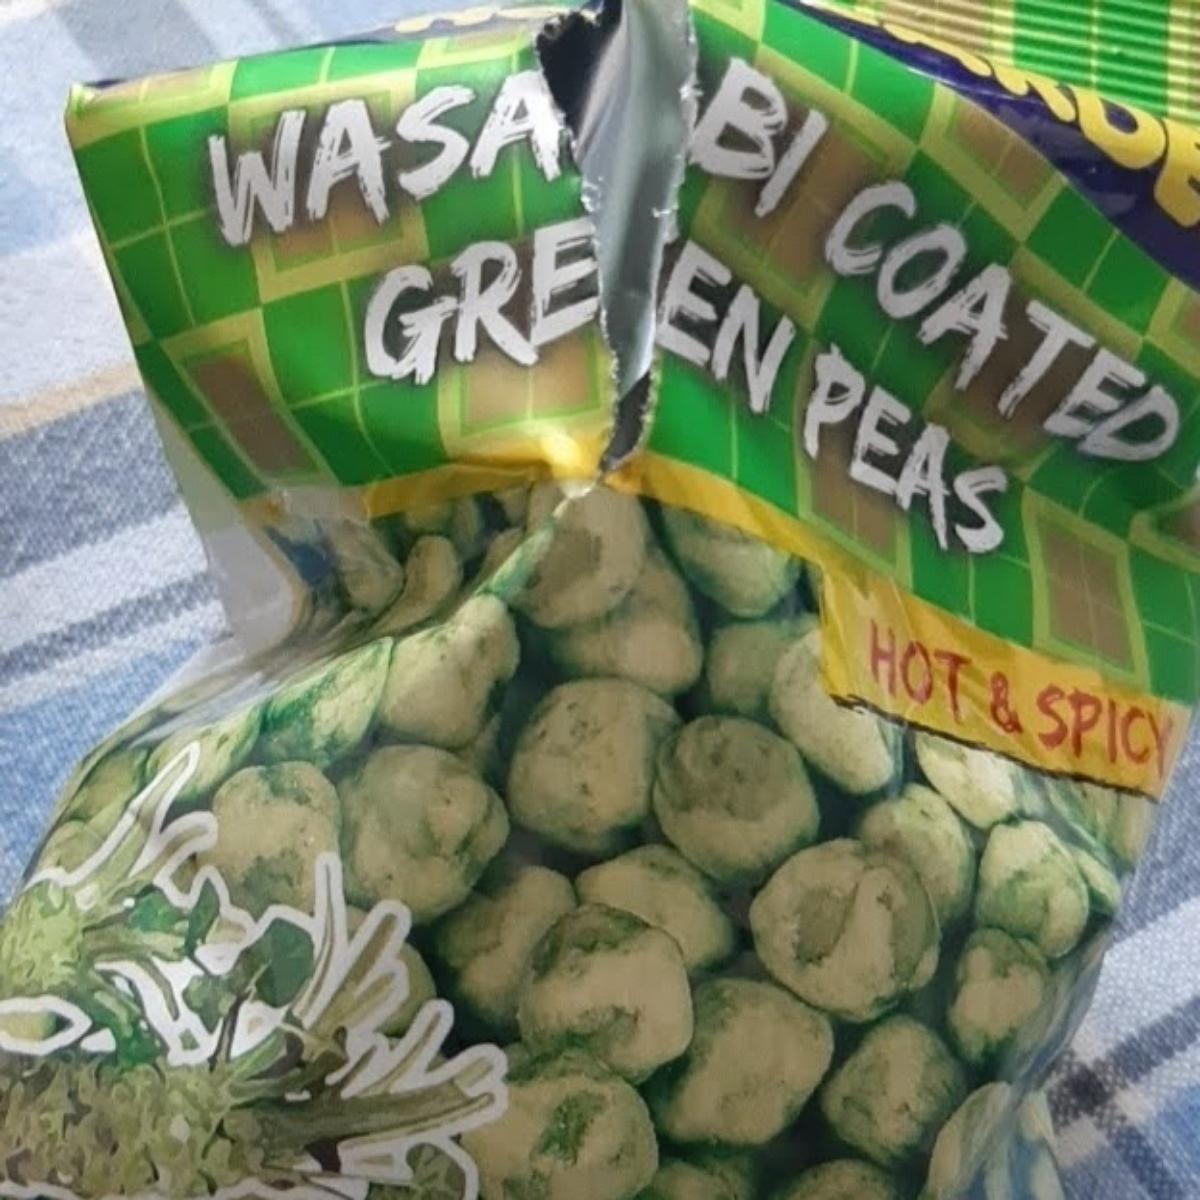 WASABI COATED
GREEN PEAS
HOT & SPICY